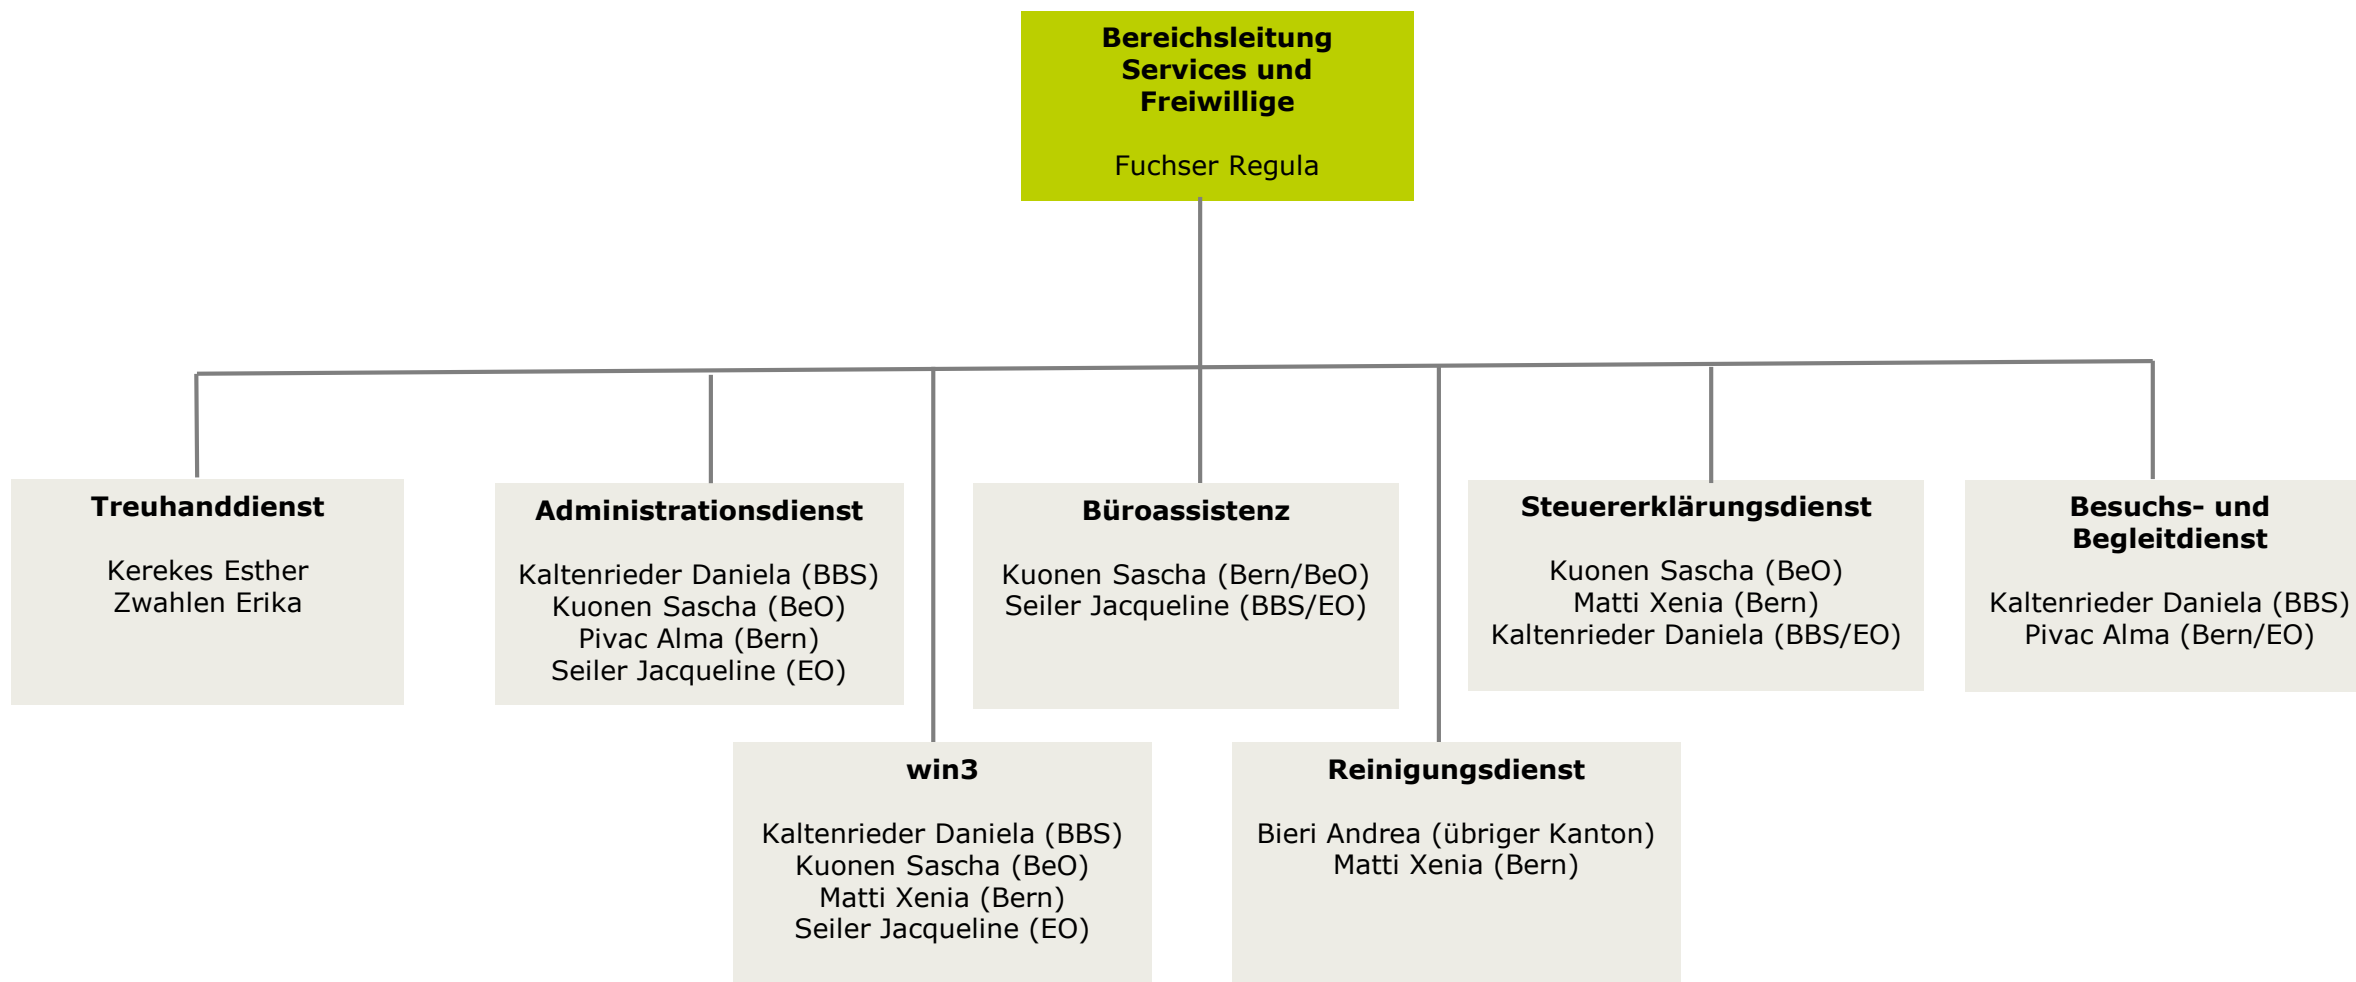 Bereichsleitung
Services und
Freiwillige
Fuchser Regula
Treuhanddienst
Kerekes Esther
Zwahlen Erika
Administrationsdienst
Kaltenrieder Daniela (BBS)
Kuonen Sascha (BeO)
Pivac Alma (Bern)
Seiler Jacqueline (EO)
Büroassistenz
Kuonen Sascha (Bern/BeO)
Seiler Jacqueline (BBS/EO)
Steuererklärungsdienst
Kuonen Sascha (BeO)
Matti Xenia (Bern)
Kaltenrieder Daniela (BBS/EO)
Besuchs- und
Begleitdienst
Kaltenrieder Daniela (BBS)
Pivac Alma (Bern/EO)
win3
Kaltenrieder Daniela (BBS)
Kuonen Sascha (BeO)
Matti Xenia (Bern)
Seiler Jacqueline (EO)
Reinigungsdienst
Bieri Andrea (übriger Kanton)
Matti Xenia (Bern)